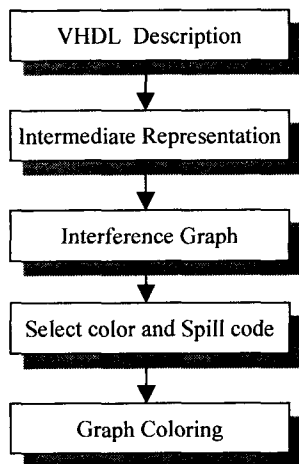 VHDL Description
Intermediate Representation
Interference Graph
Select color and Spill code
Graph Coloring